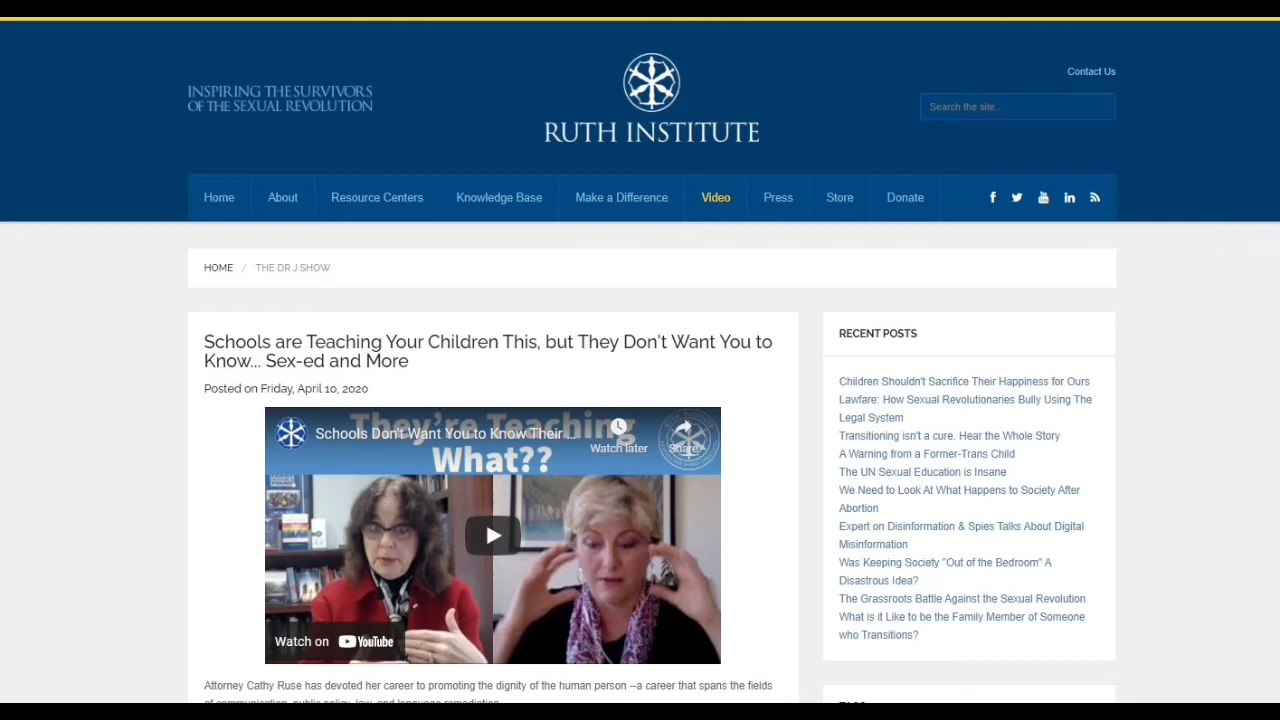 INSPIRING THE SURVIVORS
OF THE SEXUAL REVOLUTION
RUTH INSTITUTE
Contact Us
Search the site...
Home
About
Resource Centers
Knowledge Base
Make a Difference
Video
Press
Store
Donate
HOME / THE DR J SHOW
Schools are Teaching Your Children This, but They Don't Want You to
Know... Sex-ed and More
Posted on Friday, April 10, 2020
They're Teaching
What??
Schools Don't Want You to Know Their ...
Watch later
Share
Watch on YouTube
Attorney Cathy Ruse has devoted her career to promoting the dignity of the human person --a career that spans the fields
of communication, public policy, law, and language remediation.
RECENT POSTS
Children Shouldn't Sacrifice Their Happiness for Ours
Lawfare: How Sexual Revolutionaries Bully Using The
Legal System
Transitioning isn't a cure. Hear the Whole Story
A Warning from a Former-Trans Child
The UN Sexual Education is Insane
We Need to Look At What Happens to Society After
Abortion
Expert on Disinformation & Spies Talks About Digital
Misinformation
Was Keeping Society "Out of the Bedroom" A
Disastrous Idea?
The Grassroots Battle Against the Sexual Revolution
What is it Like to be the Family Member of Someone
who Transitions?